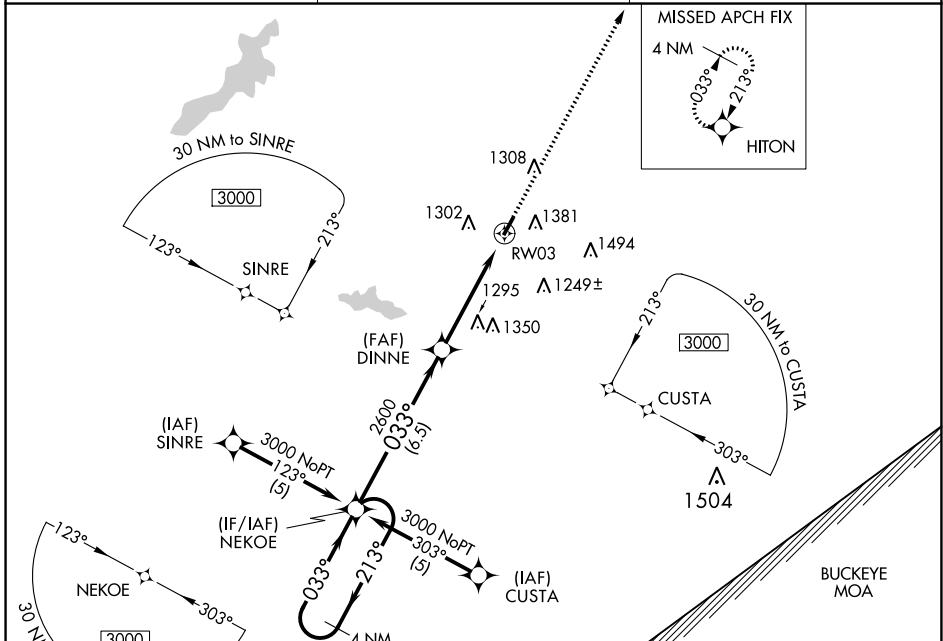 MISSED APCH FIX
4 NM
033°
213°
HITON
30 NM to SINRE
3000
123°
213°
SINRE
1308
1302
1381
RW03
1494
1249±
1295
1350
(FAF)
DINNE
213°
30 NM to CUSTA
3000
CUSTA
303°
1504
2600
033°
(6.5)
(IAF)
SINRE
3000 NoPT
123°
(5)
(IF/IAF)
NEKOE
3000 NoPT
303°
(5)
(IAF)
CUSTA
033°
213°
4 NM
123°
NEKOE
303°
30 N
3000
BUCKEYE
MOA